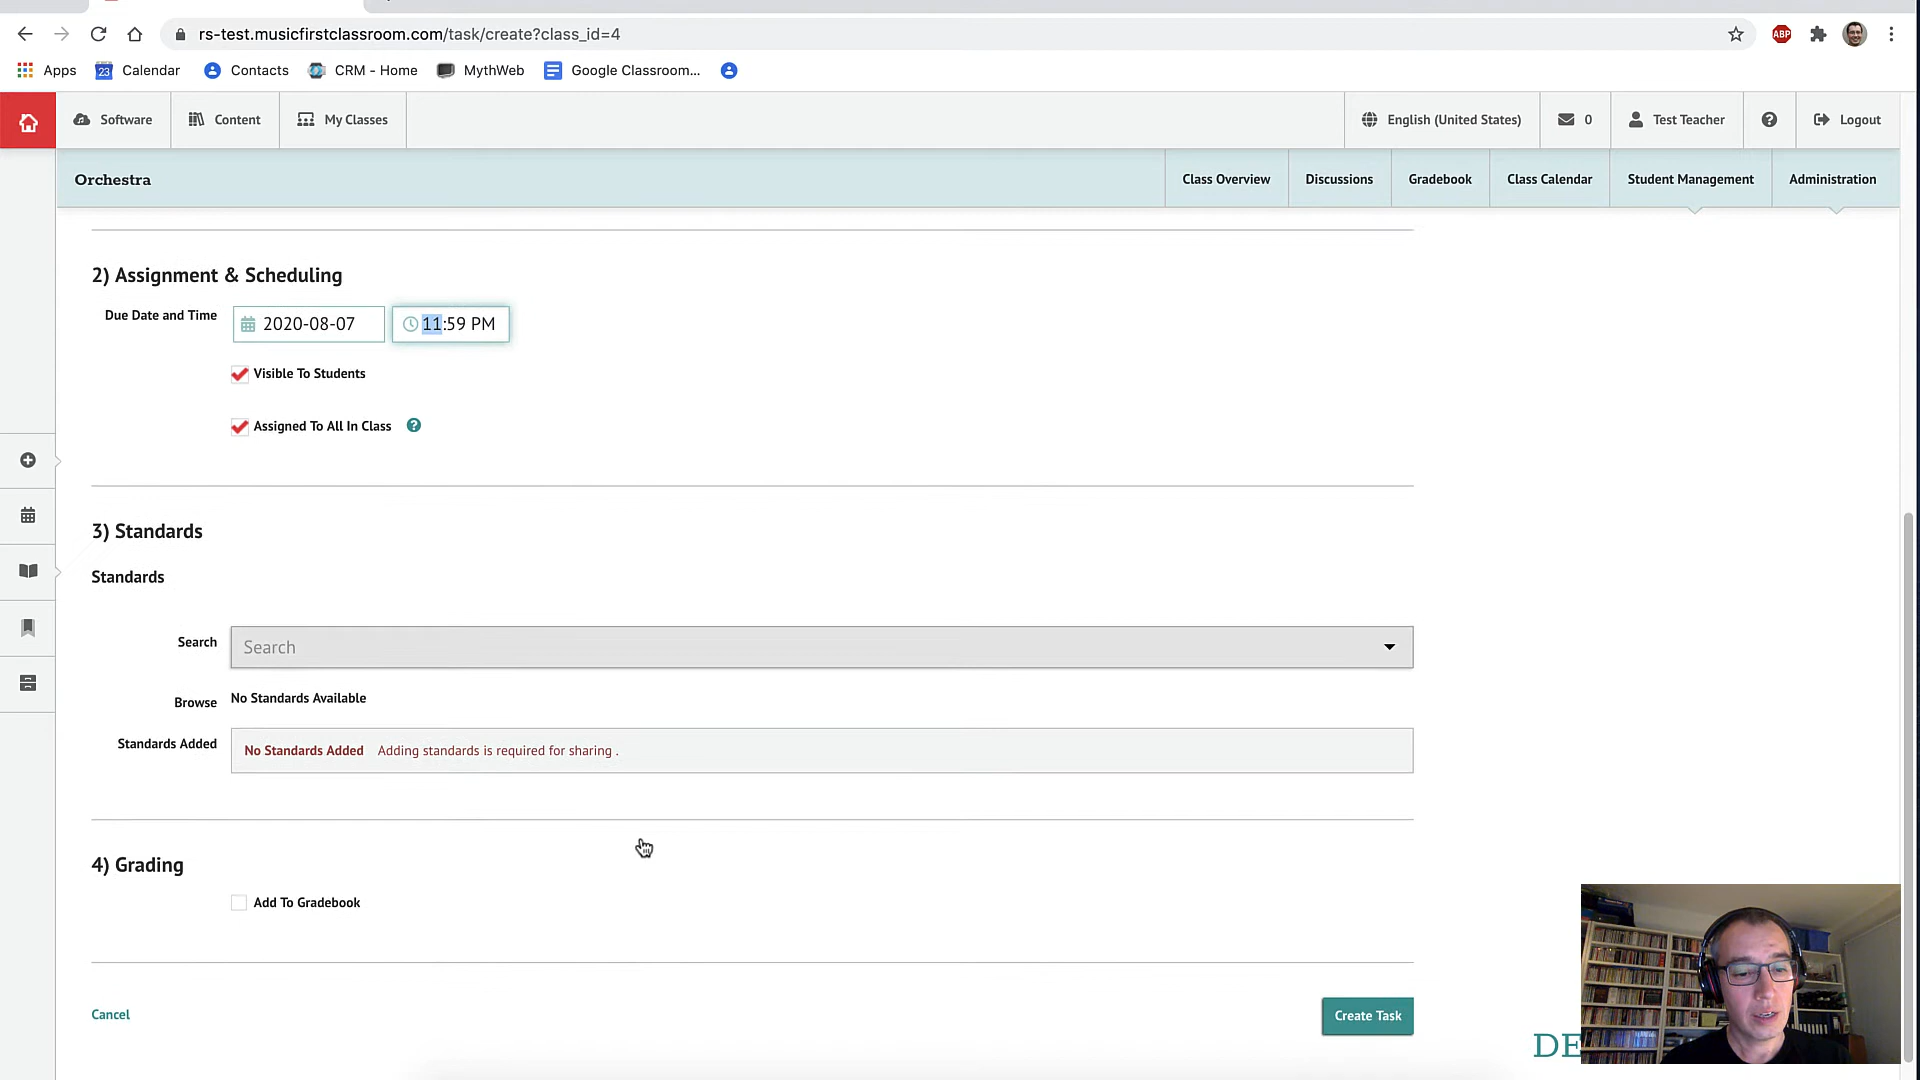 rs-test.musicfirstclassroom.com/task/create?class_id=4
ABP
Apps
23
Calendar
Contacts
CRM - Home
MythWeb
Google Classroom...
Software
Content
My Classes
English (United States)
0
Test Teacher
Logout
Orchestra
Class Overview
Discussions
Gradebook
Class Calendar
Student Management
Administration
2) Assignment & Scheduling
Due Date and Time
2020-08-07
11:59 PM
Visible To Students
Assigned To All In Class
?
3) Standards
Standards
Search
Search
Browse
No Standards Available
Standards Added
No Standards Added Adding standards is required for sharing .
4) Grading
Add To Gradebook
Cancel
Create Task
DE